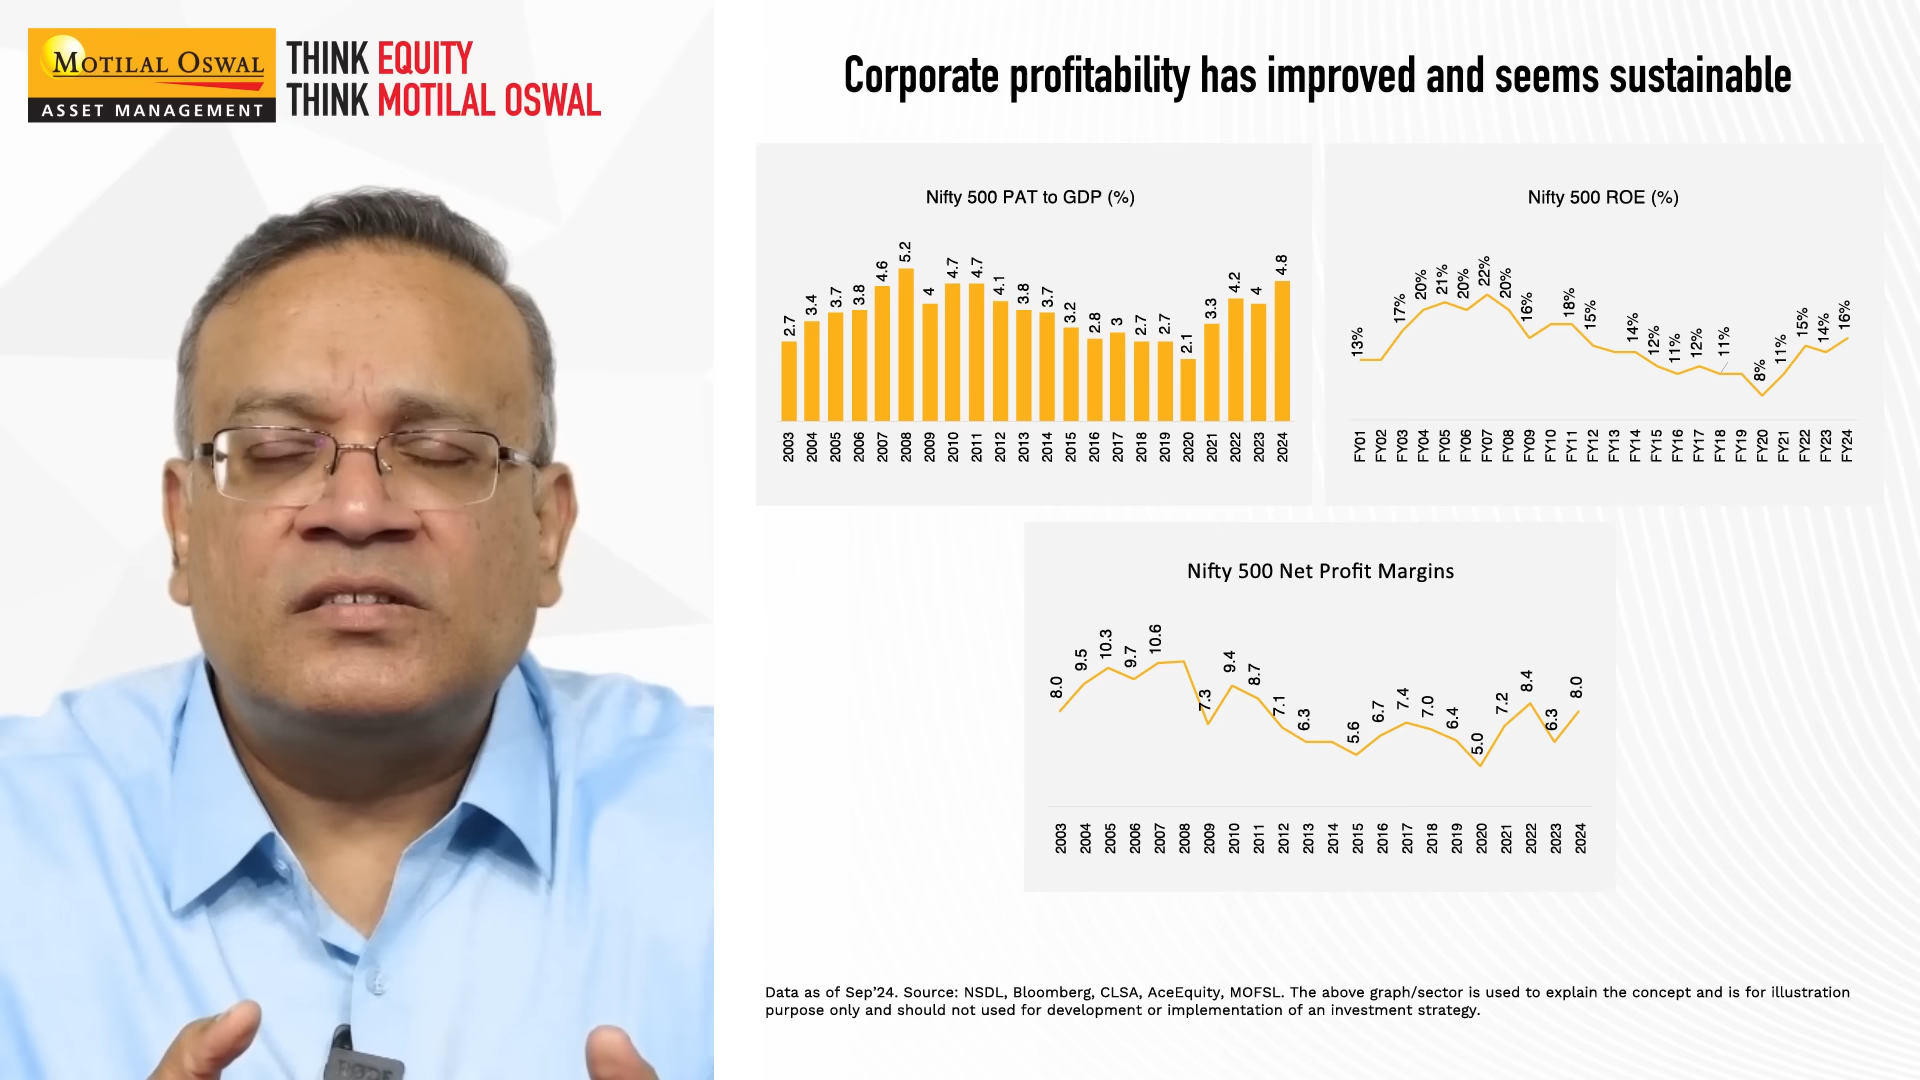 MOTILAL OSWAL
ASSET MANAGEMENT
THINK EQUITY
THINK MOTILAL OSWAL
Corporate profitability has improved and seems sustainable
Nifty 500 PAT to GDP (%)
2.7 3.4 3.7 3.8 4.6 5.2 4 4.7 4.7 4.1 3.8 3.7 3.2 2.8 3 2.7 2.7 2.1 3.3 4.2 4 4.8
2003 2004 2005 2006 2007 2008 2009 2010 2011 2012 2013 2014 2015 2016 2017 2018 2019 2020 2021 2022 2023 2024
Nifty 500 ROE (%)
13% 17% 20% 21% 20% 22% 20% 16% 18% 15% 14% 12% 11% 12% 11% 8% 11% 15% 14% 16%
FY01 FY02 FY03 FY04 FY05 FY06 FY07 FY08 FY09 FY10 FY11 FY12 FY13 FY14 FY15 FY16 FY17 FY18 FY19 FY20 FY21 FY22 FY23 FY24
Nifty 500 Net Profit Margins
8.0 9.5 10.3 9.7 10.6 7.3 9.4 8.7 7.1 6.3 5.6 6.7 7.4 7.0 6.4 5.0 7.2 8.4 6.3 8.0
2003 2004 2005 2006 2007 2008 2009 2010 2011 2012 2013 2014 2015 2016 2017 2018 2019 2020 2021 2022 2023 2024
Data as of Sep'24. Source: NSDL, Bloomberg, CLSA, AceEquity, MOFSL. The above graph/sector is used to explain the concept and is for illustration
purpose only and should not used for development or implementation of an investment strategy.
RODE